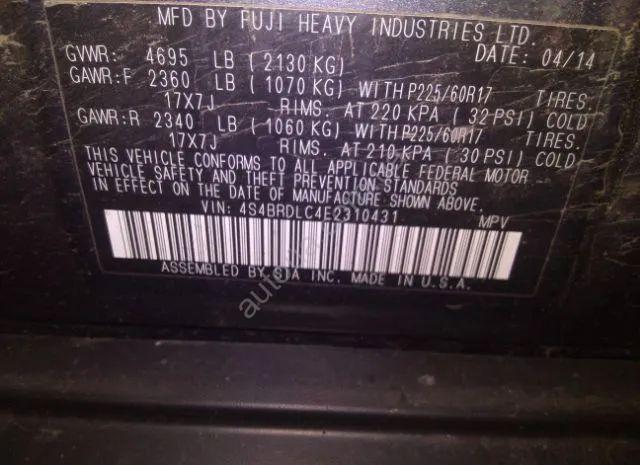 MFD BY FUJI HEAVY INDUSTRIES LTD.
DATE: 04/14
GVWR: 4695 LB ( 2130 KG)
GAWR:F 2360 LB ( 1070 KG) WITH P225/60R17 TIRES.
17X7J RIMS. AT 220 KPA ( 32 PSI) COLD
GAWR:R 2340 LB ( 1060 KG) WITH P225/60R17 TIRES.
17X7J RIMS. AT 210 KPA ( 30 PSI) COLD.
THIS VEHICLE CONFORMS TO ALL APPLICABLE FEDERAL MOTOR
VEHICLE SAFETY AND THEFT PREVENTION STANDARDS
IN EFFECT ON THE DATE OF MANUFACTURE SHOWN ABOVE.
VIN: 4S4BRDLC4E2310431 MPV
ASSEMBLED BY SIA INC. MADE IN U.S.A.